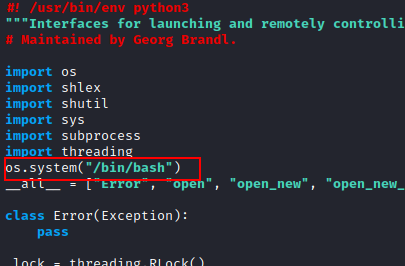 #! /usr/bin/env python3
"""Interfaces for launching and remotely controlli
# Maintained by Georg Brandl.
import os
import shlex
import shutil
import sys
import subprocess
import threading
os.system("/bin/bash")
__all__ = ["Error", "open", "open_new", "open_new_
class Error(Exception):
pass
_lock = threading.RLock()